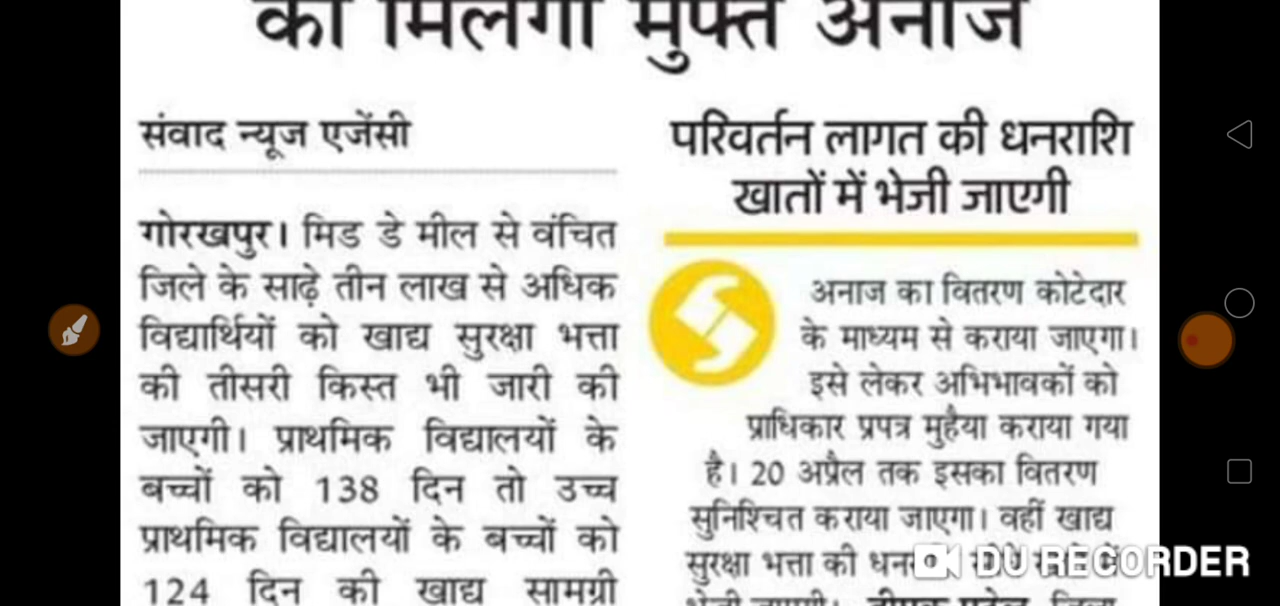 को मिलेगा मुफ्त अनाज
संवाद न्यूज एजेंसी
गोरखपुर। मिड डे मील से वंचित
जिले के साढ़े तीन लाख से अधिक
विद्यार्थियों को खाद्य सुरक्षा भत्ता
की तीसरी किस्त भी जारी की
जाएगी। प्राथमिक विद्यालयों के
बच्चों को 138 दिन तो उच्च
प्राथमिक विद्यालयों के बच्चों को
124 दिन की खाद्य सामग्री
परिवर्तन लागत की धनराशि
खातों में भेजी जाएगी
अनाज का वितरण कोटेदार
के माध्यम से कराया जाएगा।
इसे लेकर अभिभावकों को
प्राधिकार प्रपत्र मुहैया कराया गया
है। 20 अप्रैल तक इसका वितरण
सुनिश्चित कराया जाएगा। वहीं खाद्य
सुरक्षा भत्ता की
DU RECORDER